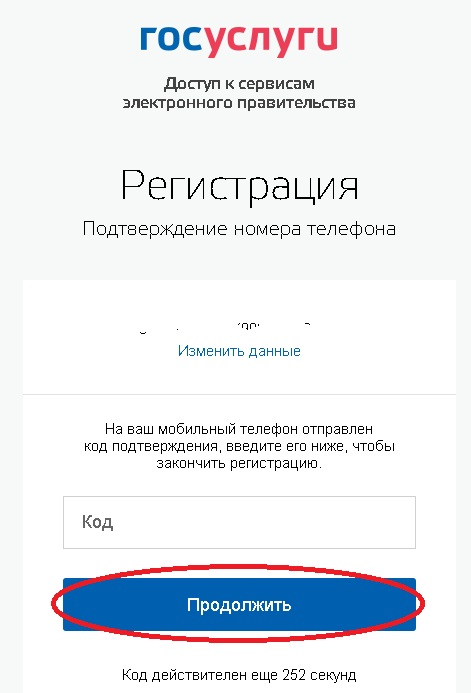 госуслуги
Доступ к сервисам
электронного правительства
Регистрация
Подтверждение номера телефона
Изменить данные
На ваш мобильный телефон отправлен
код подтверждения, введите его ниже, чтобы
закончить регистрацию.
Код
Продолжить
Код действителен еще 252 секунд